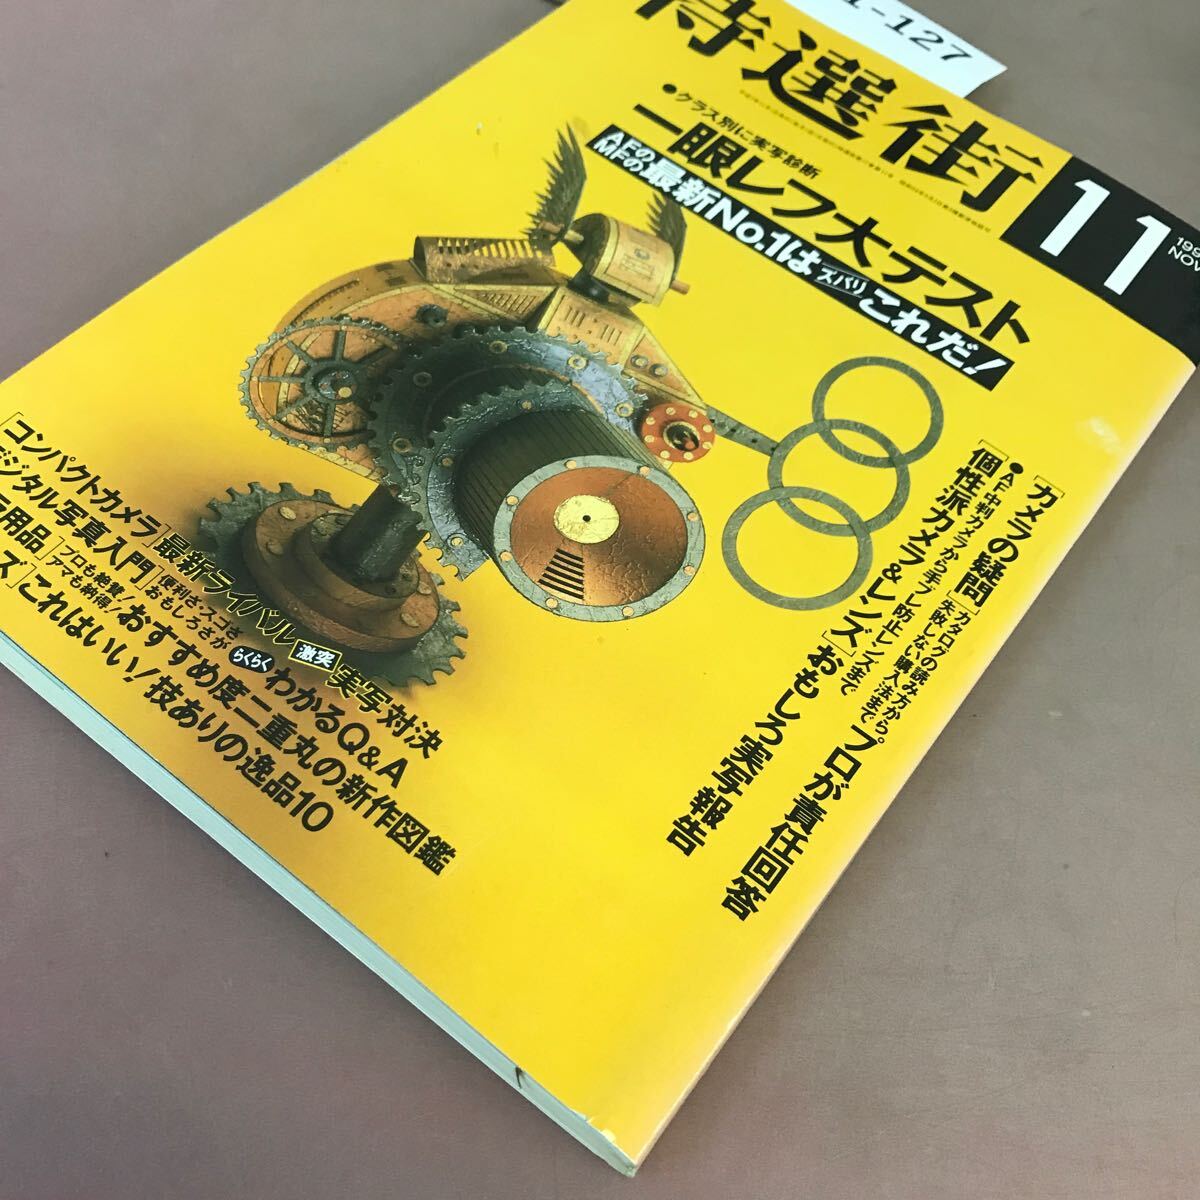 1-127
特選街
11
199
NOV
●クラス別に実写診断
一眼レフ大テスト
AFの
MFの
最新No.1はズバリこれだ!
[カメラの疑問]カタログの読み方から。
失敗しない購入法まで
プロが責任回答
●AF中判カメラから手ブレ防止レンズまで
[個性派カメラ&レンズ]おもしろ実写報告
[コンパクトカメラ]最新ライバル激突実写対決
デジタル写真入門]便利さ・スゴさ
おもしろさが
らくらくわかるQ&A
用品]プロも絶賛!
アマも納得!
おすすめ度二重丸の新作図鑑
ズ]これはいい!技ありの逸品10